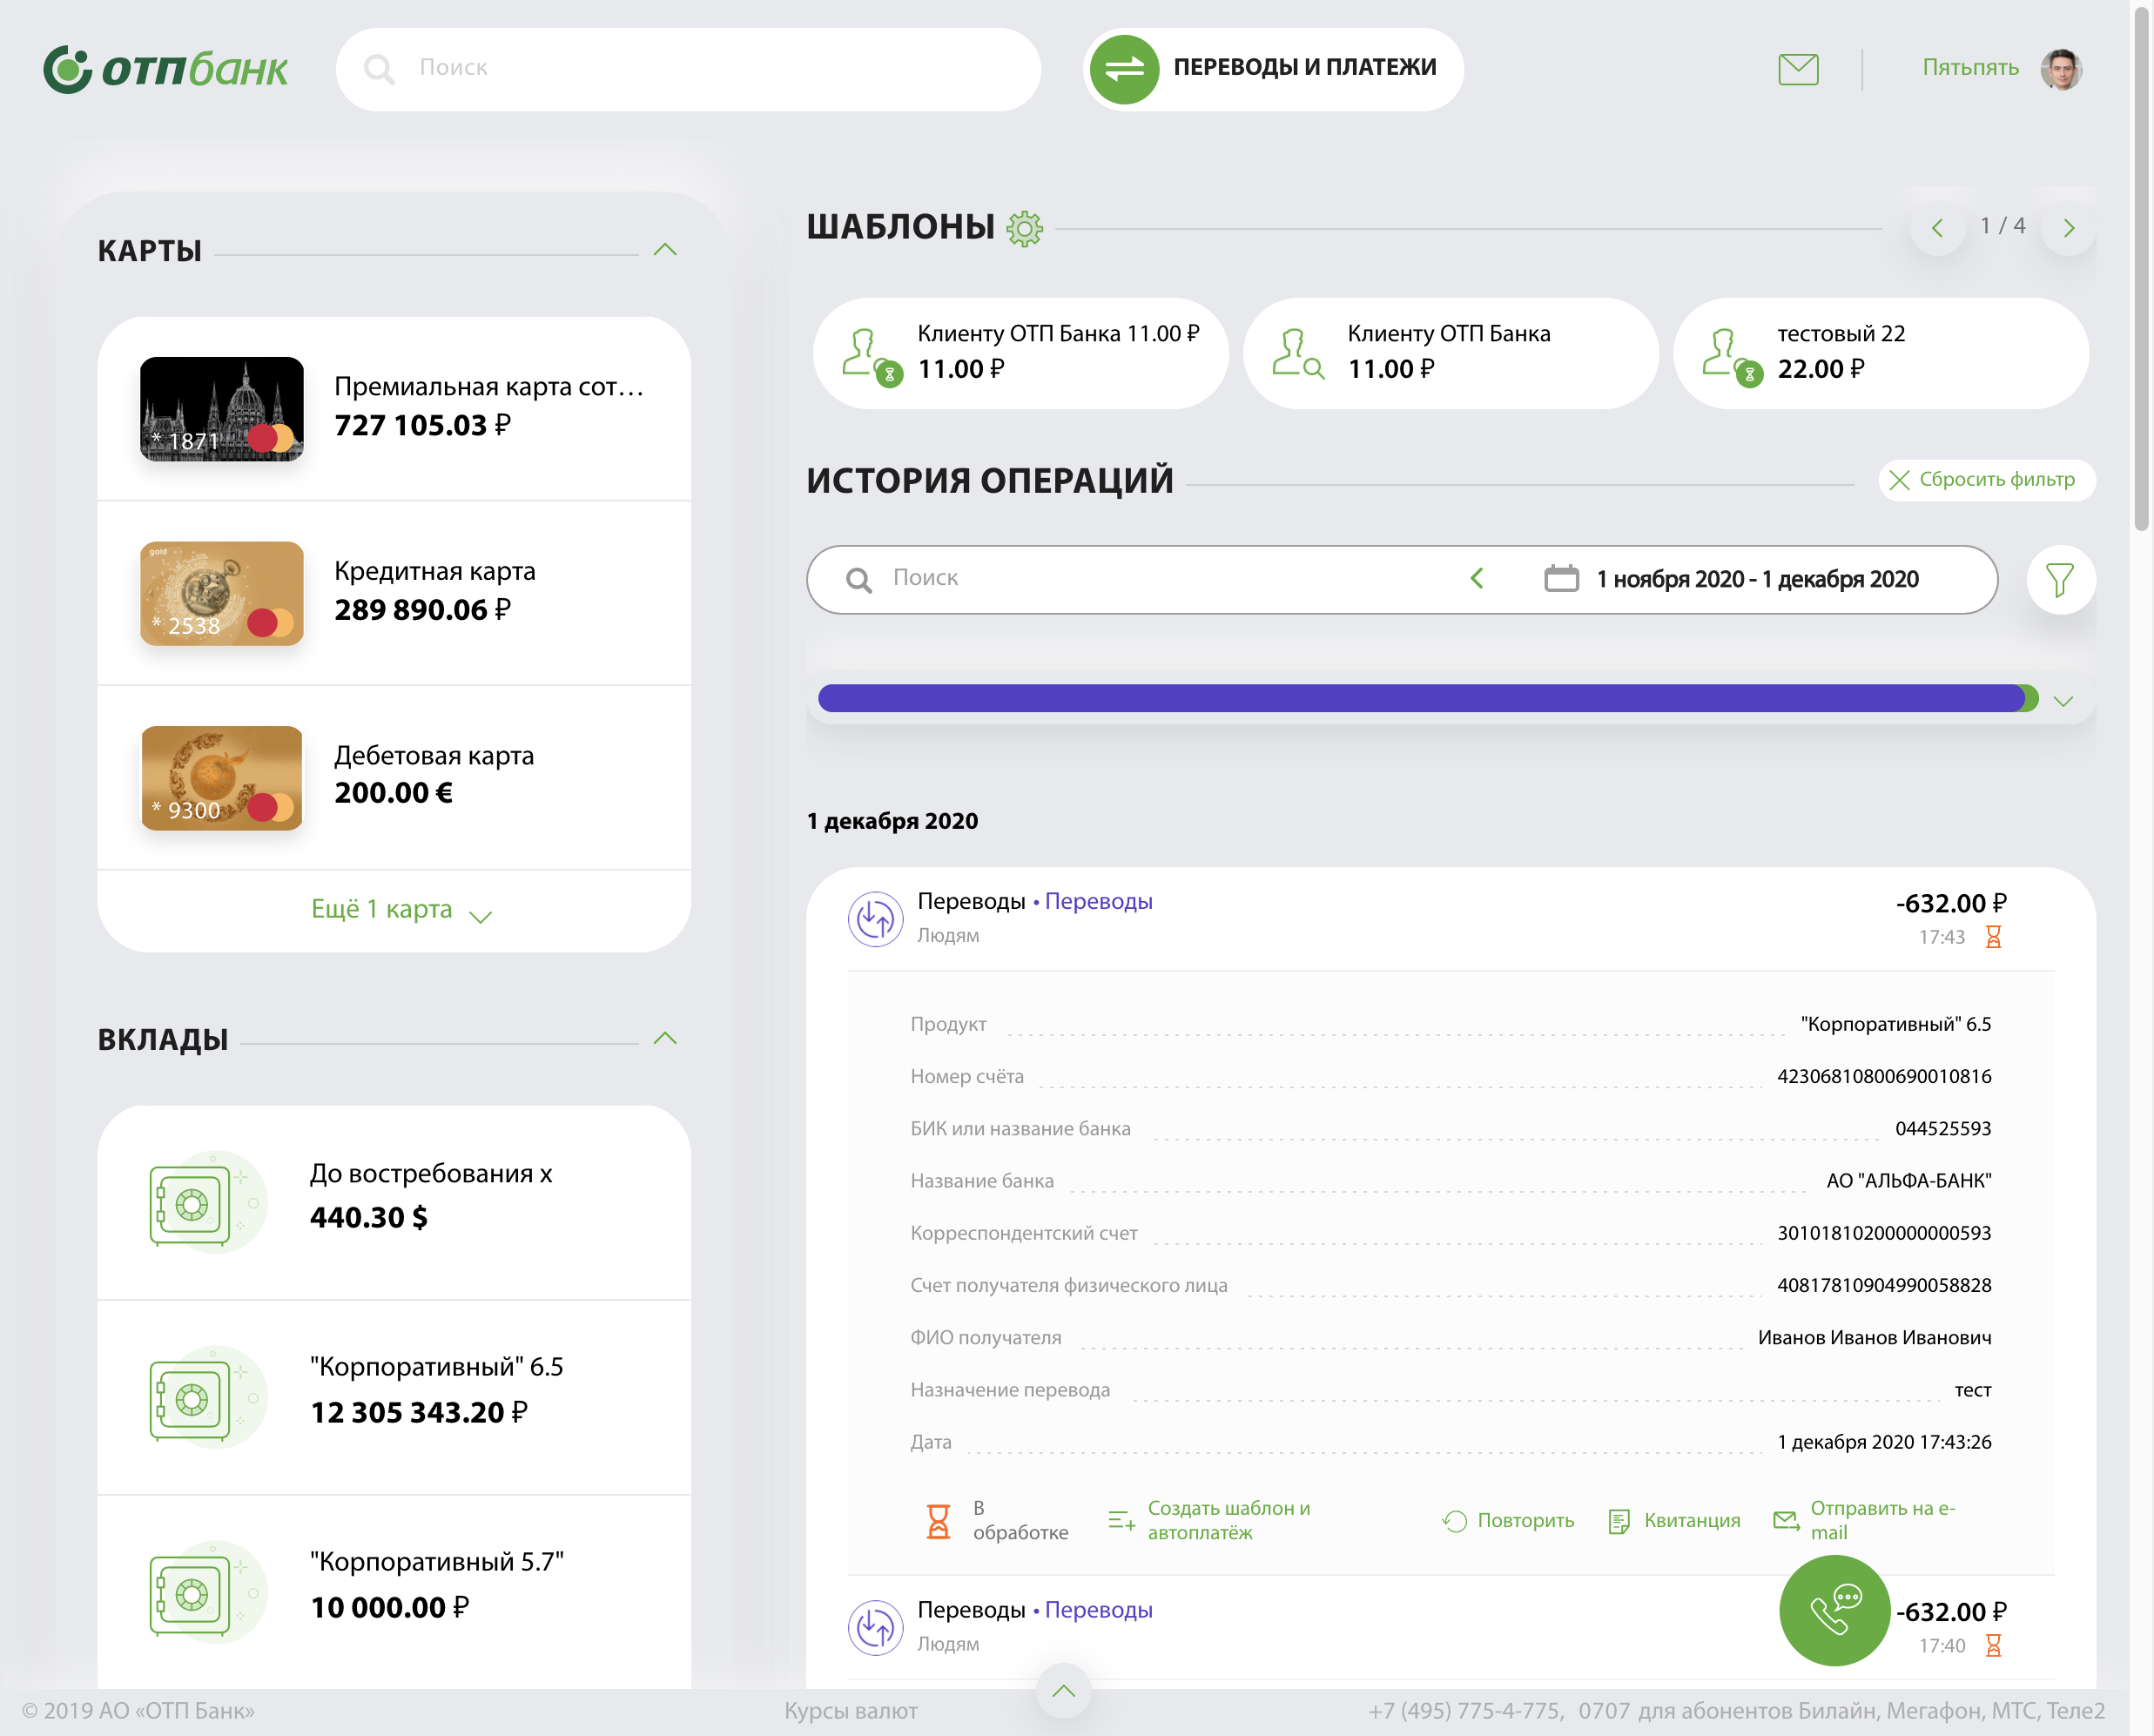 отпбанк
Поиск
ПЕРЕВОДЫ И ПЛАТЕЖИ
Пятьпять
КАРТЫ
* 1871
Премиальная карта сот...
727 105.03 ₽
gold
* 2538
Кредитная карта
289 890.06 ₽
* 9300
Дебетовая карта
200.00 €
Ещё 1 карта
ВКЛАДЫ
До востребования x
440.30 $
"Корпоративный" 6.5
12 305 343.20 ₽
"Корпоративный 5.7"
10 000.00 ₽
ШАБЛОНЫ
1 / 4
Клиенту ОТП Банка 11.00 ₽
11.00 ₽
Клиенту ОТП Банка
11.00 ₽
тестовый 22
22.00 ₽
ИСТОРИЯ ОПЕРАЦИЙ
Сбросить фильтр
Поиск
1 ноября 2020 - 1 декабря 2020
1 декабря 2020
Переводы • Переводы
-632.00 ₽
Людям
17:43
Продукт "Корпоративный" 6.5
Номер счёта 42306810800690010816
БИК или название банка 044525593
Название банка АО "АЛЬФА-БАНК"
Корреспондентский счет 30101810200000000593
Счет получателя физического лица 40817810904990058828
ФИО получателя Иванов Иванов Иванович
Назначение перевода тест
Дата 1 декабря 2020 17:43:26
В
обработке
Создать шаблон и
автоплатёж
Повторить
Квитанция
Отправить на e-
mail
Переводы • Переводы
-632.00 ₽
Людям
17:40
© 2019 АО «ОТП Банк»
Курсы валют
+7 (495) 775-4-775, 0707 для абонентов Билайн, Мегафон, МТС, Теле2